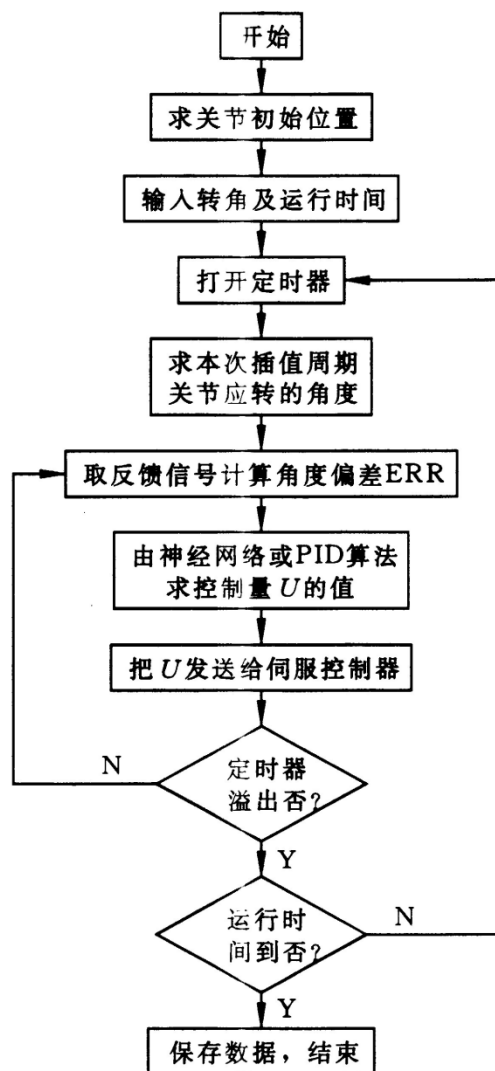 开始
求关节初始位置
输入转角及运行时间
打开定时器
求本次插值周期
关节应转的角度
取反馈信号计算角度偏差ERR
由神经网络或PID算法
求控制量U的值
把U发送给伺服控制器
定时器
溢出否?
N
Y
运行时
间到否?
N
Y
保存数据，结束